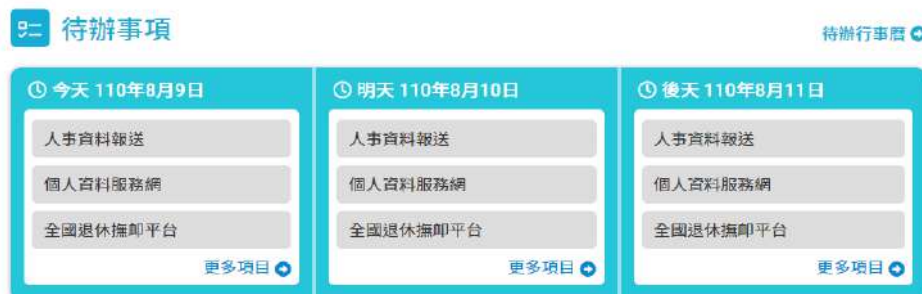 待辦事項
待辦行事曆
今天 110年8月9日
人事資料報送
個人資料服務網
全國退休撫卹平台
更多項目
明天 110年8月10日
人事資料報送
個人資料服務網
全國退休撫卹平台
更多項目
後天 110年8月11日
人事資料報送
個人資料服務網
全國退休撫卹平台
更多項目